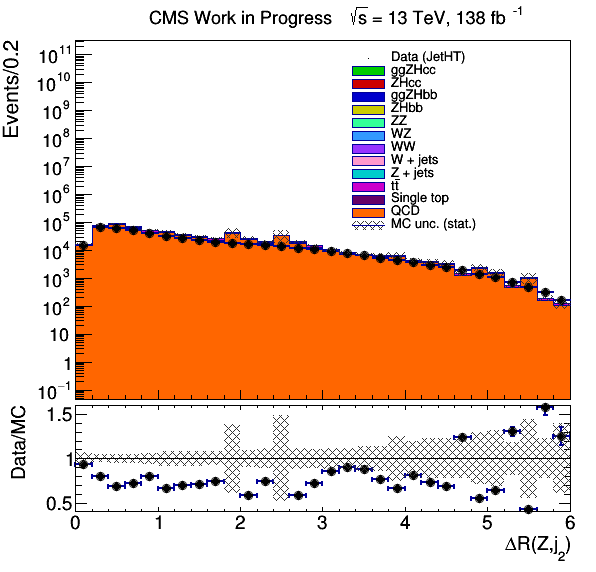 CMS Work in Progress √s = 13 TeV, 138 fb⁻¹
Events/0.2
10¹¹
10¹⁰
10⁹
10⁸
10⁷
10⁶
10⁵
10⁴
10³
10²
10
1
10⁻¹
Data (JetHT)
ggZHcc
ZHcc
ggZHbb
ZHbb
ZZ
WZ
WW
W + jets
Z + jets
tt̄
Single top
QCD
MC unc. (stat.)
Data/MC
1.5
1
0.5
0 1 2 3 4 5 6
ΔR(Z,j₂)